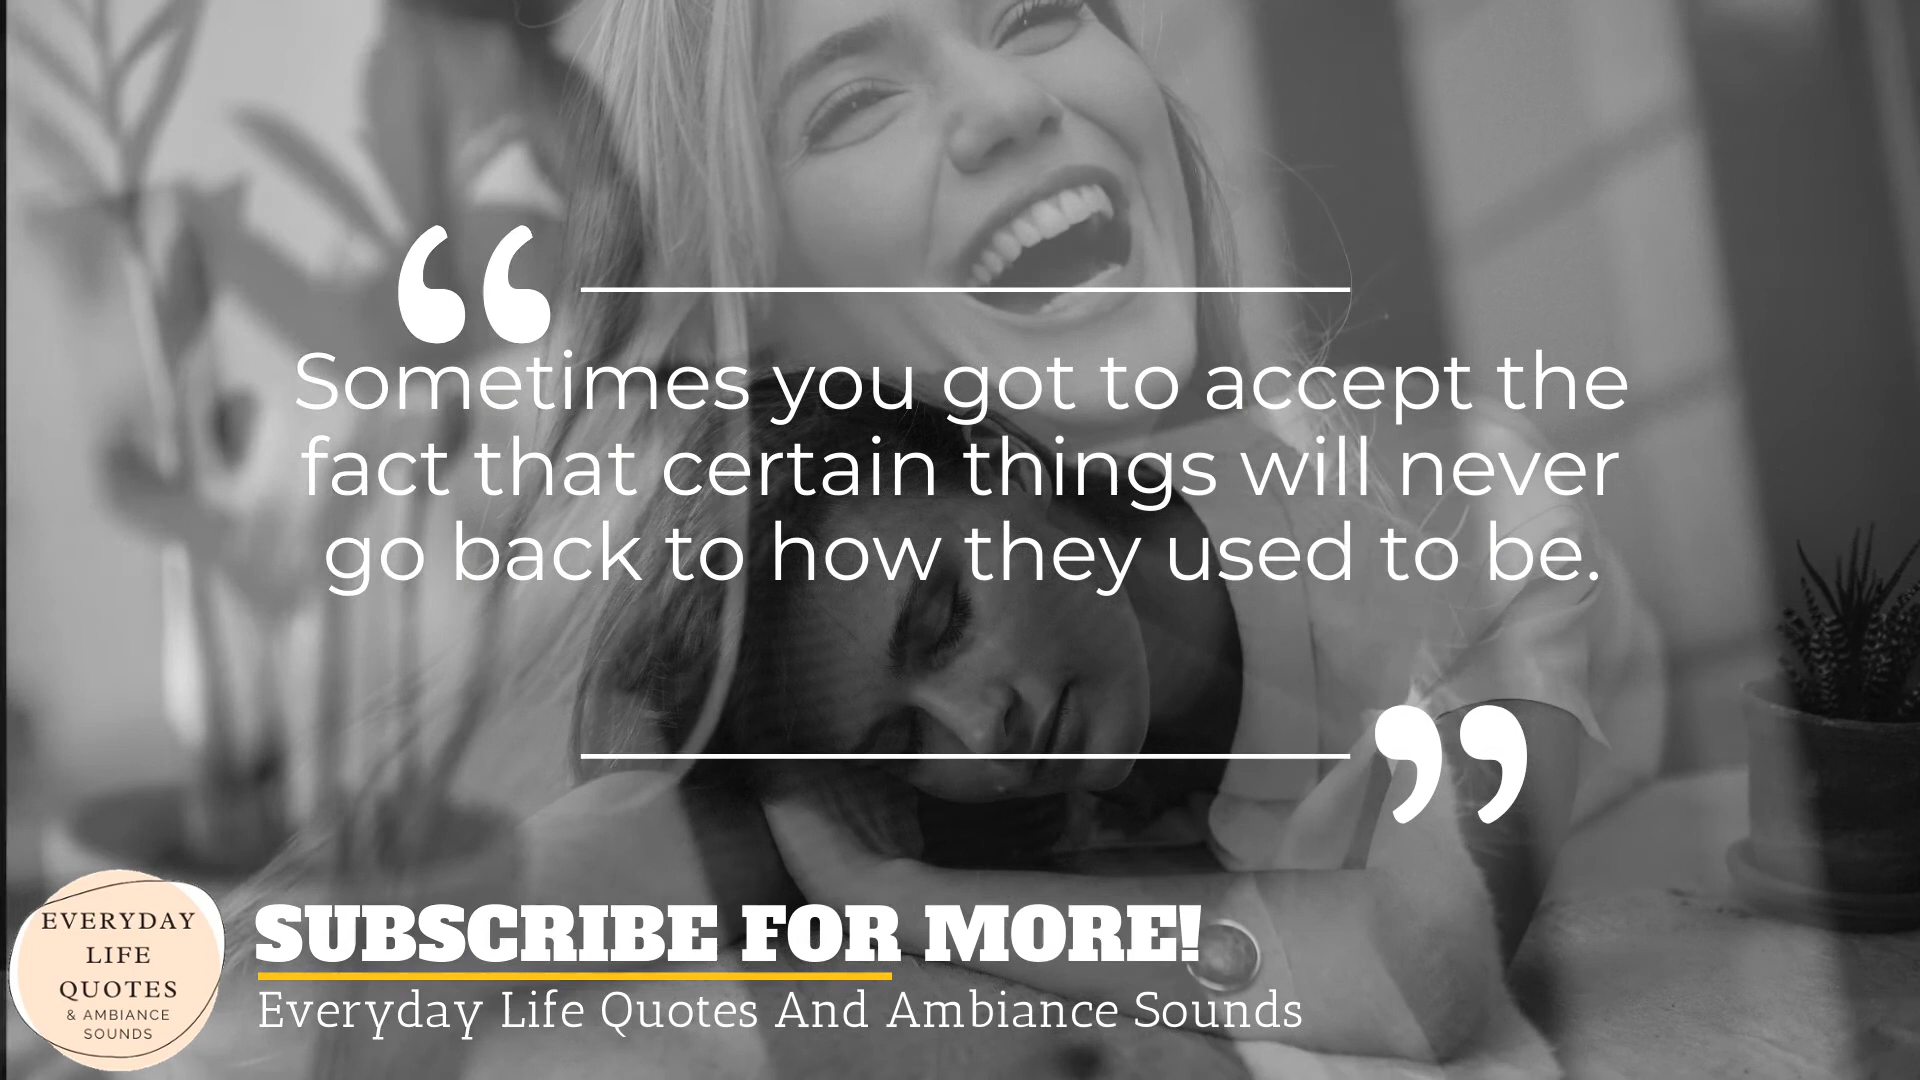 “
Sometimes you got to accept the
fact that certain things will never
go back to how they used to be.
”
EVERYDAY
LIFE
QUOTES
& AMBIANCE
SOUNDS
SUBSCRIBE FOR MORE!
Everyday Life Quotes And Ambiance Sounds